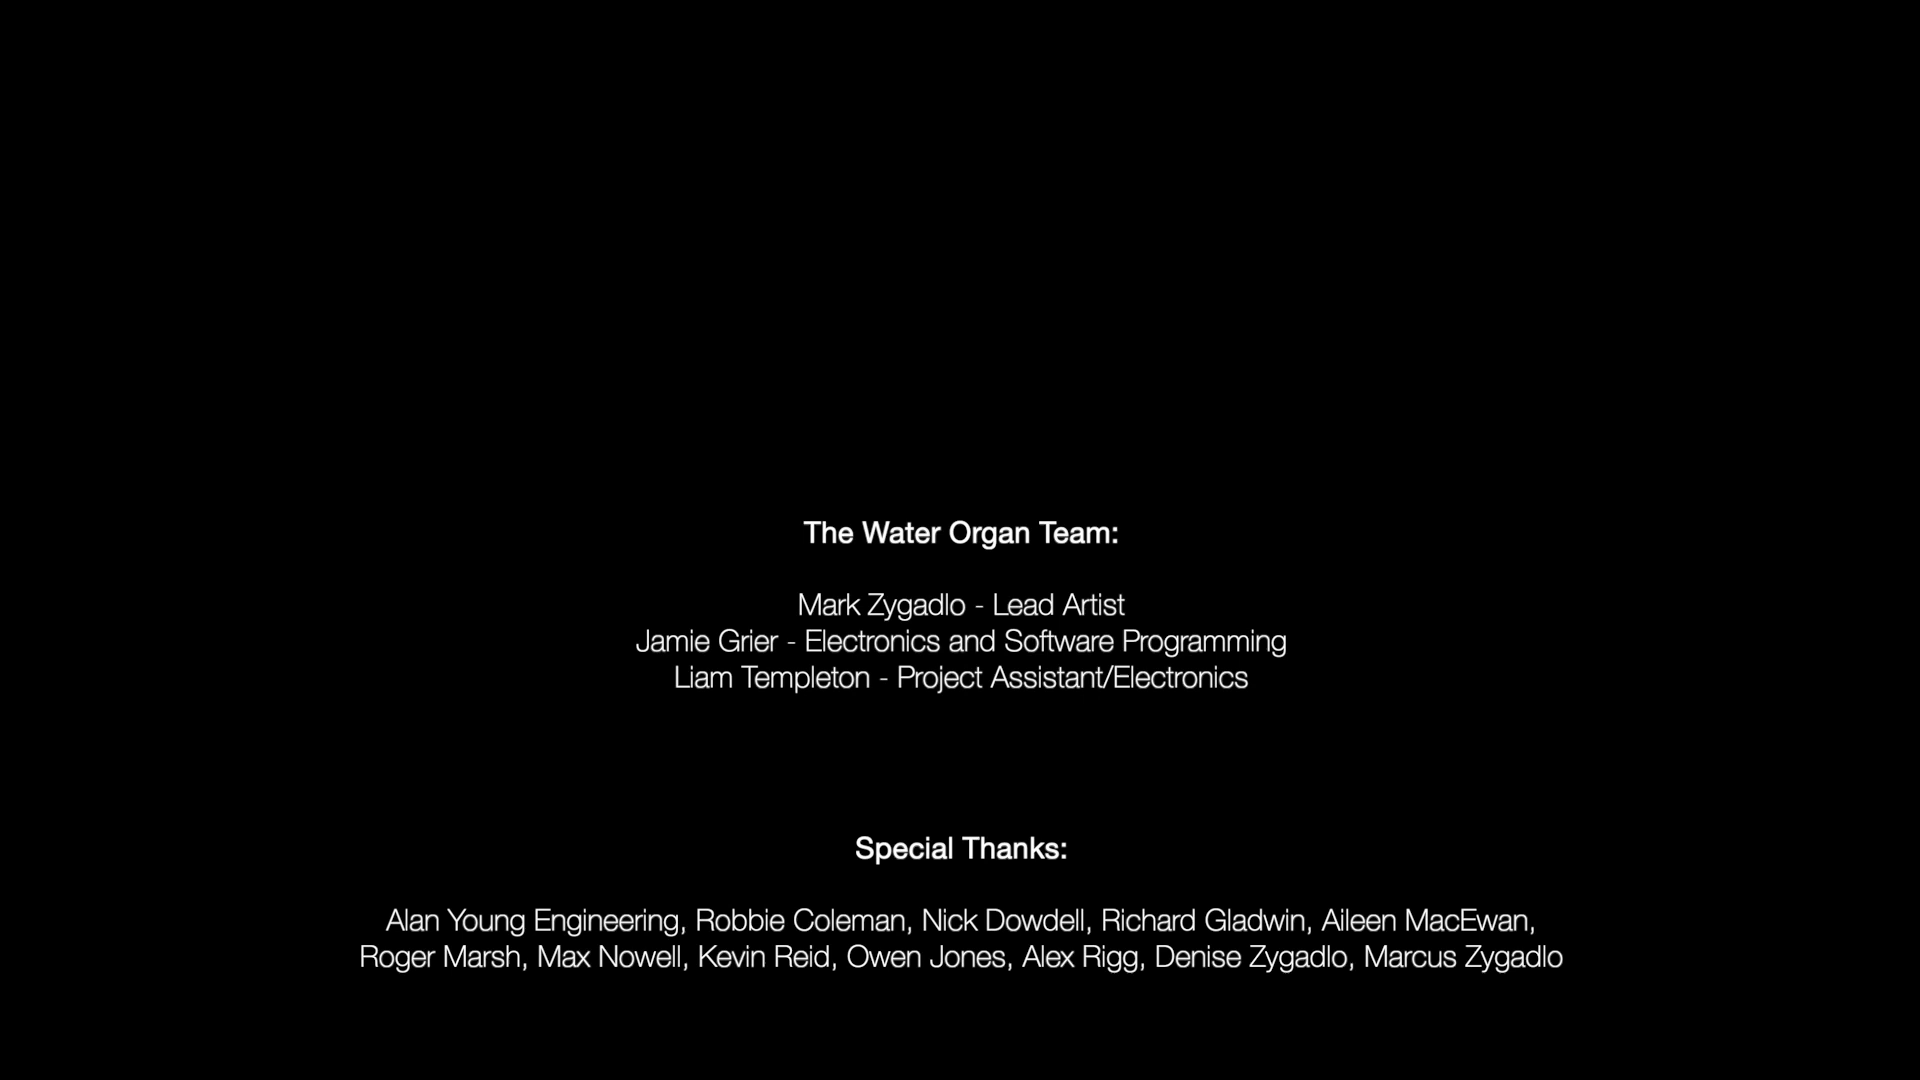 The Water Organ Team:
Mark Zygadlo - Lead Artist
Jamie Grier - Electronics and Software Programming
Liam Templeton - Project Assistant/Electronics
Special Thanks:
Alan Young Engineering, Robbie Coleman, Nick Dowdell, Richard Gladwin, Aileen MacEwan,
Roger Marsh, Max Nowell, Kevin Reid, Owen Jones, Alex Rigg, Denise Zygadlo, Marcus Zygadlo